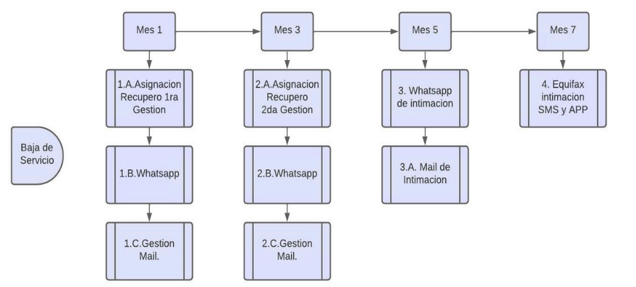 Mes 1
Mes 3
Mes 5
Mes 7
1.A.Asignacion
Recupero 1ra
Gestion
2.A.Asignacion
Recupero
2da Gestion
3. Whatsapp
de intimacion
4. Equifax
intimacion
SMS y APP
Baja de
Servicio
1.B.Whatsapp
2.B.Whatsapp
3.A. Mail de
Intimacion
1.C.Gestion
Mail.
2.C.Gestion
Mail.